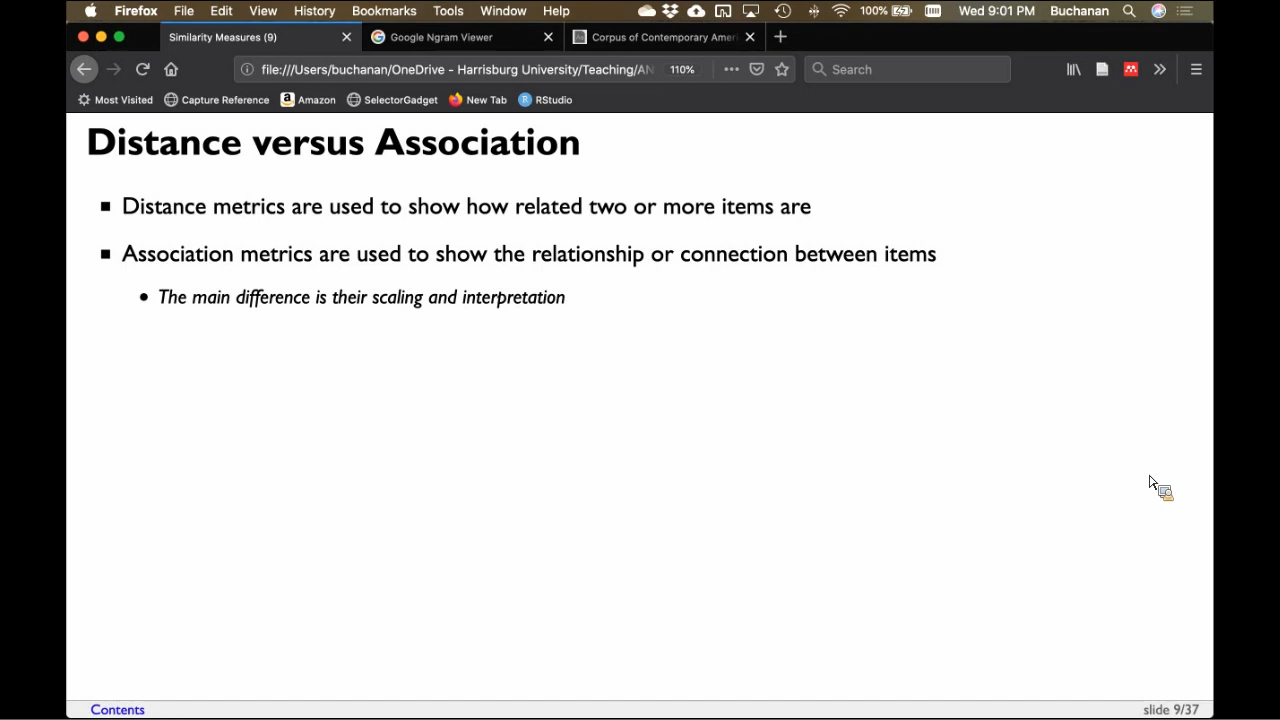 Firefox File Edit View History Bookmarks Tools Window Help 100% Wed 9:01 PM Buchanan
Similarity Measures (9) Google Ngram Viewer Corpus of Contemporary Ameri
file:///Users/buchanan/OneDrive - Harrisburg University/Teaching/AN 110% Search
Most Visited Capture Reference Amazon SelectorGadget New Tab RStudio
Distance versus Association
Distance metrics are used to show how related two or more items are
Association metrics are used to show the relationship or connection between items
The main difference is their scaling and interpretation
Contents slide 9/37